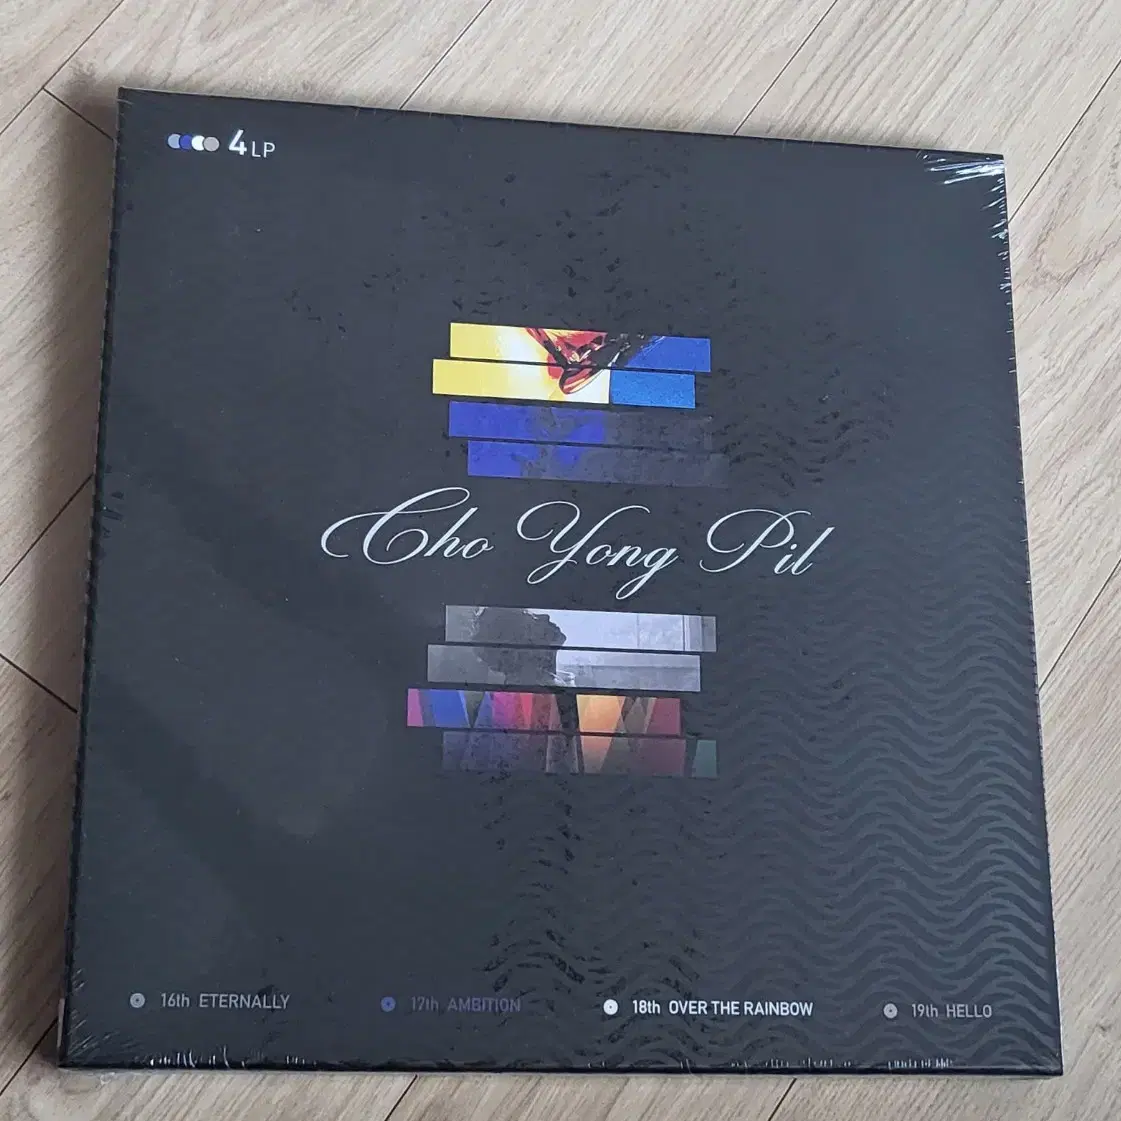 4LP
Cho Yong Pil
16th ETERNALLY
17th AMBITION
18th OVER THE RAINBOW
19th HELLO